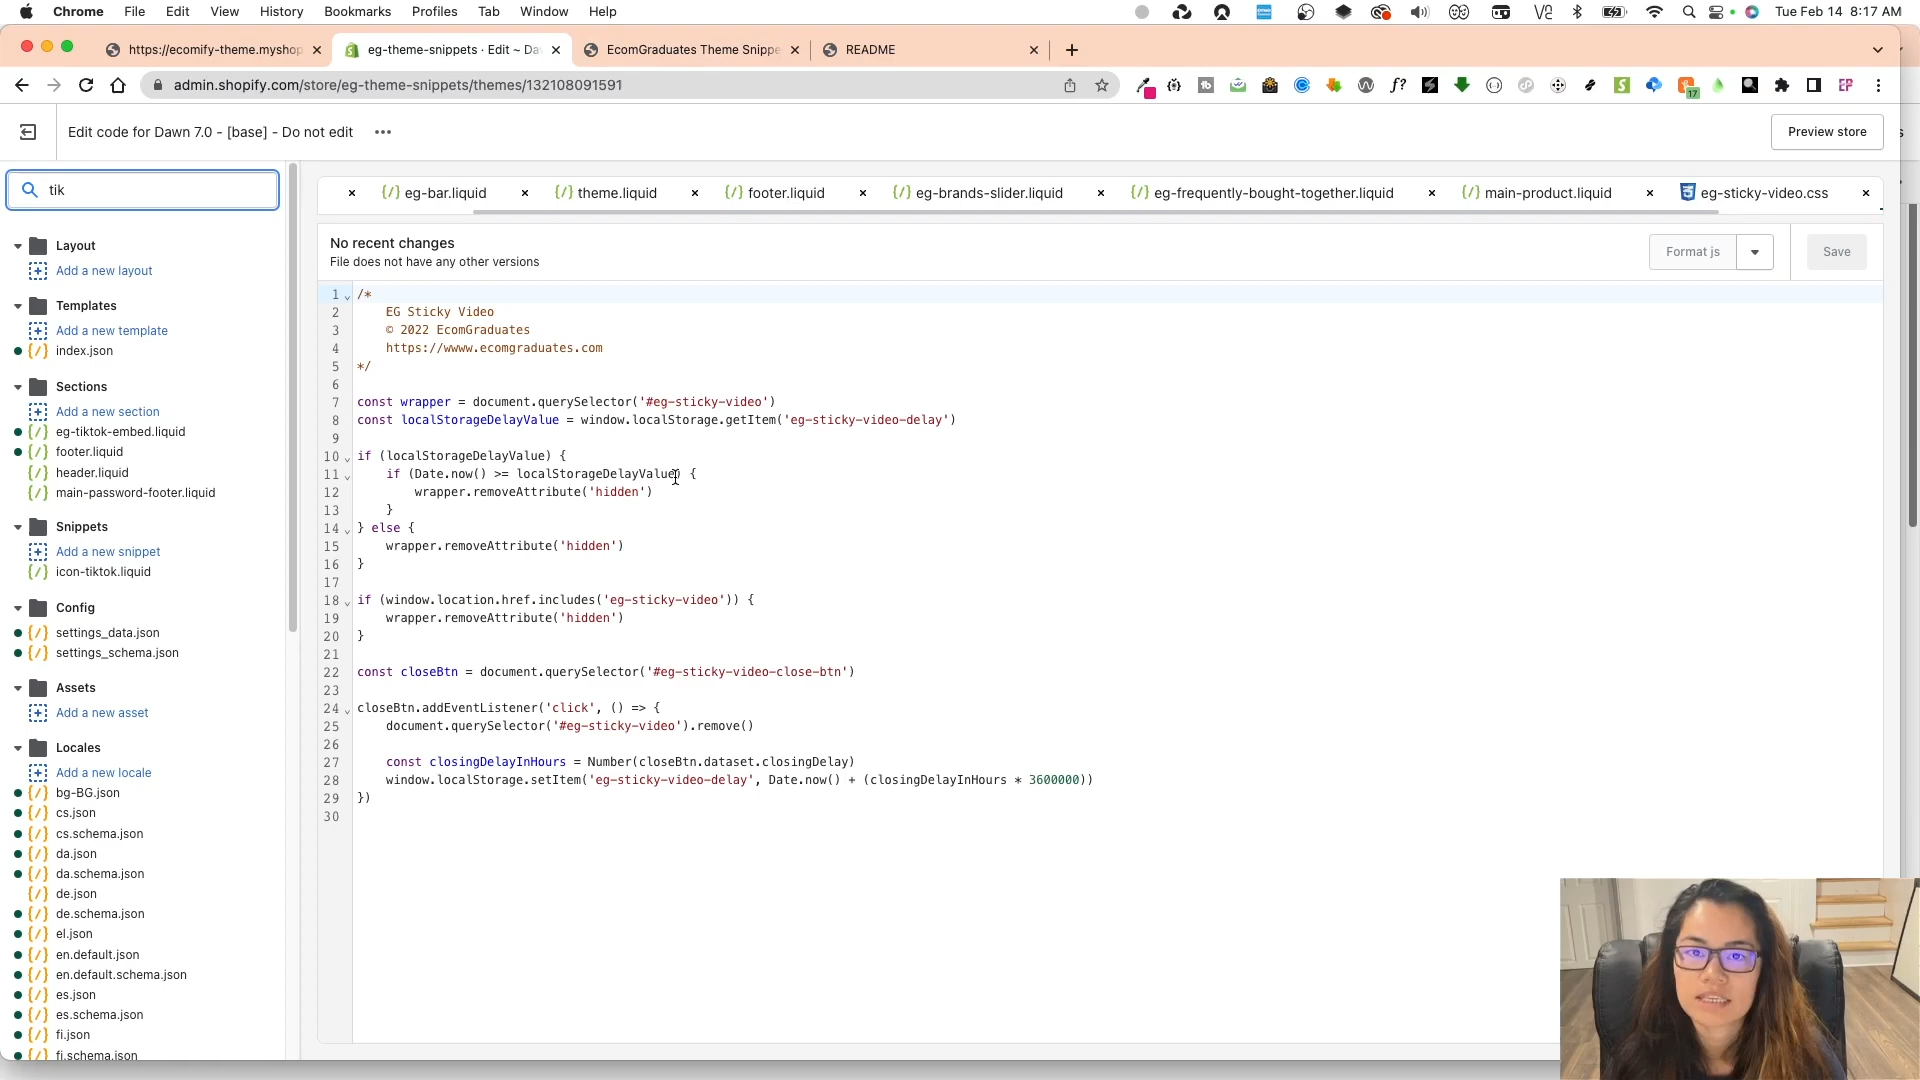 Chrome File Edit View History Bookmarks Profiles Tab Window Help Tue Feb 14 8:17 AM
https://ecomify-theme.myshop eg-theme-snippets · Edit ~ Da EcomGraduates Theme Snippe README
admin.shopify.com/store/eg-theme-snippets/themes/132108091591
Edit code for Dawn 7.0 - [base] - Do not edit ••• Preview store
tik
eg-bar.liquid theme.liquid footer.liquid eg-brands-slider.liquid eg-frequently-bought-together.liquid main-product.liquid eg-sticky-video.css
No recent changes
File does not have any other versions
Format js Save
Layout
Add a new layout
Templates
Add a new template
index.json
Sections
Add a new section
eg-tiktok-embed.liquid
footer.liquid
header.liquid
main-password-footer.liquid
Snippets
Add a new snippet
icon-tiktok.liquid
Config
settings_data.json
settings_schema.json
Assets
Add a new asset
Locales
Add a new locale
bg-BG.json
cs.json
cs.schema.json
da.json
da.schema.json
de.json
de.schema.json
el.json
en.default.json
en.default.schema.json
es.json
es.schema.json
fi.json
fi.schema.json
1 /*
2 EG Sticky Video
3 © 2022 EcomGraduates
4 https://wwww.ecomgraduates.com
5 */
6
7 const wrapper = document.querySelector('#eg-sticky-video')
8 const localStorageDelayValue = window.localStorage.getItem('eg-sticky-video-delay')
9
10 if (localStorageDelayValue) {
11 if (Date.now() >= localStorageDelayValue) {
12 wrapper.removeAttribute('hidden')
13 }
14 } else {
15 wrapper.removeAttribute('hidden')
16 }
17
18 if (window.location.href.includes('eg-sticky-video')) {
19 wrapper.removeAttribute('hidden')
20 }
21
22 const closeBtn = document.querySelector('#eg-sticky-video-close-btn')
23
24 closeBtn.addEventListener('click', () => {
25 document.querySelector('#eg-sticky-video').remove()
26
27 const closingDelayInHours = Number(closeBtn.dataset.closingDelay)
28 window.localStorage.setItem('eg-sticky-video-delay', Date.now() + (closingDelayInHours * 3600000))
29 })
30